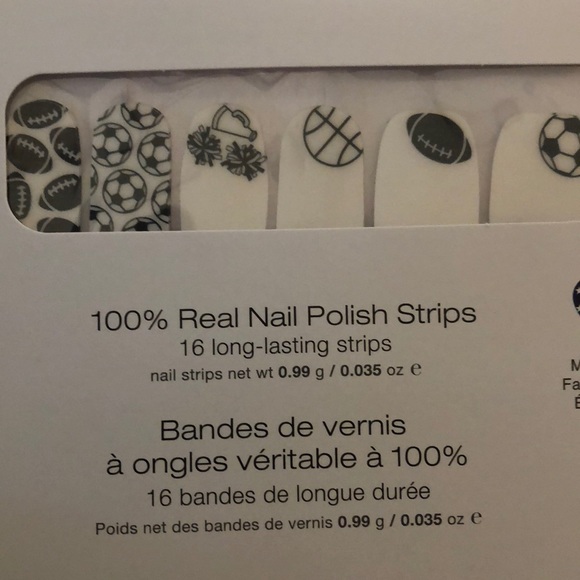 100% Real Nail Polish Strips
16 long-lasting strips
nail strips net wt 0.99 g / 0.035 oz ℮
Bandes de vernis
à ongles véritable à 100%
16 bandes de longue durée
Poids net des bandes de vernis 0.99 g / 0.035 oz ℮